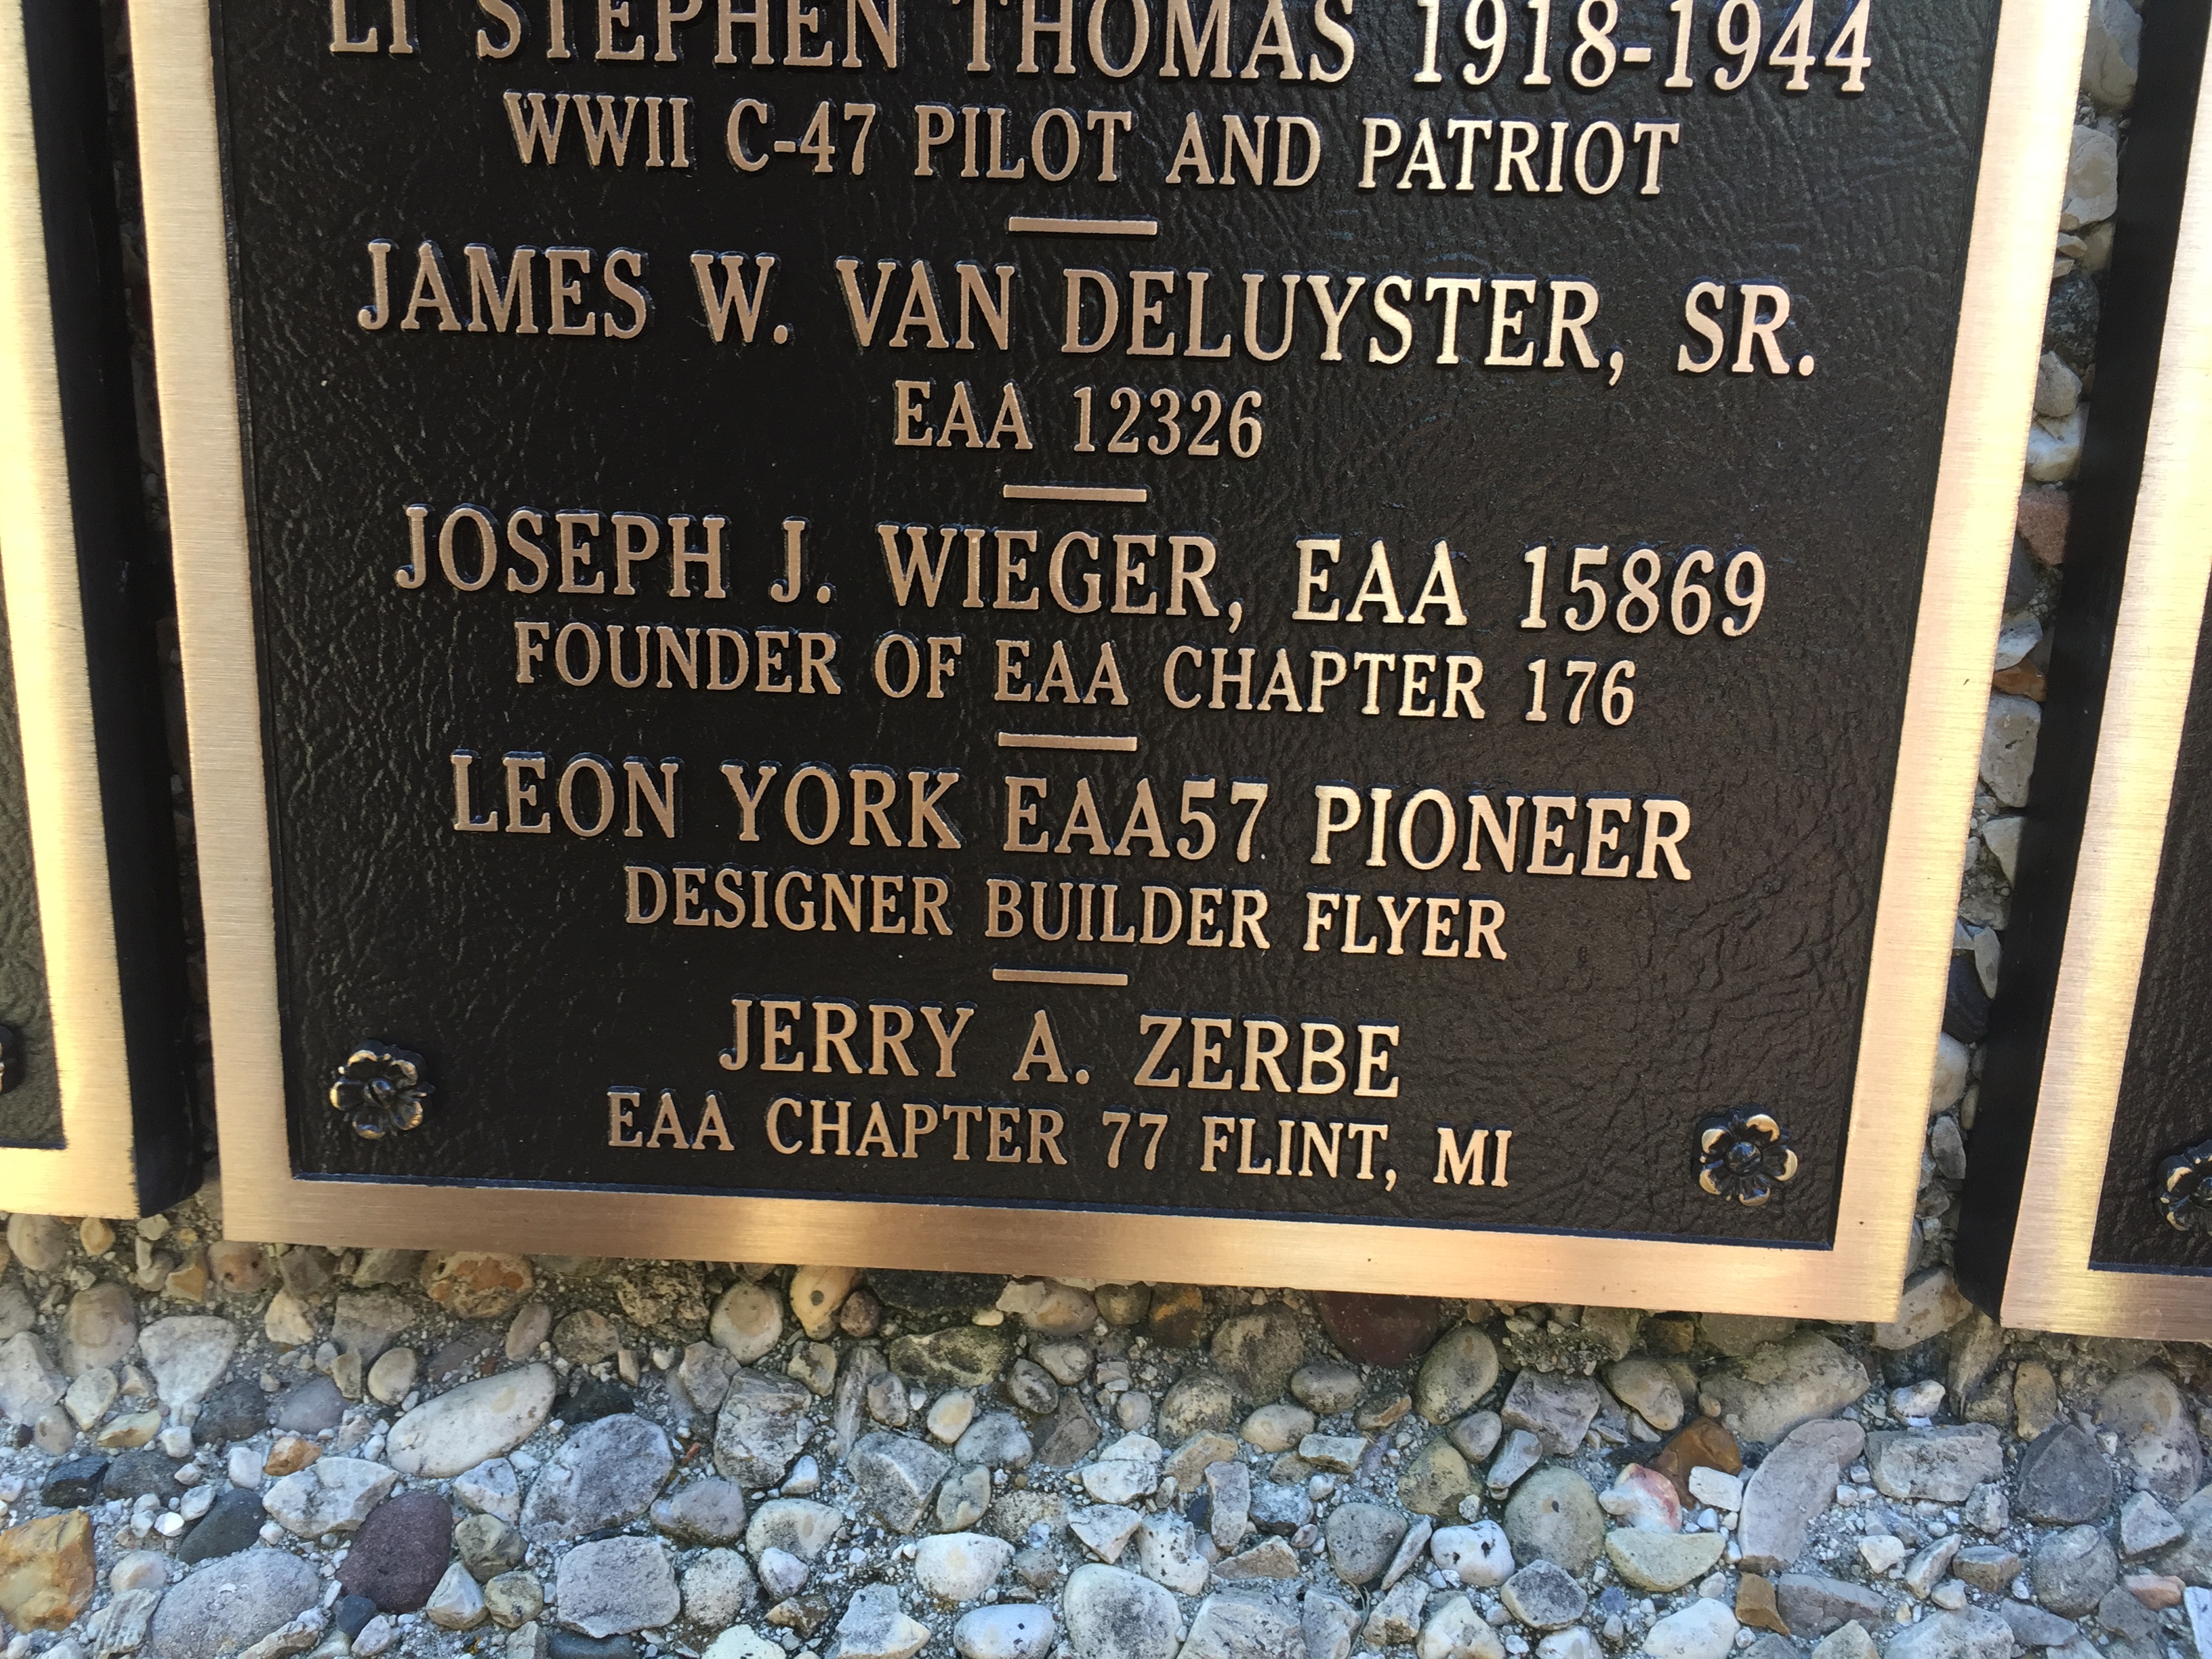 LT STEPHEN THOMAS 1918-1944
WWII C-47 PILOT AND PATRIOT
JAMES W. VAN DELUYSTER, SR.
EAA 12326
JOSEPH J. WIEGER, EAA 15869
FOUNDER OF EAA CHAPTER 176
LEON YORK EAA57 PIONEER
DESIGNER BUILDER FLYER
JERRY A. ZERBE
EAA CHAPTER 77 FLINT, MI